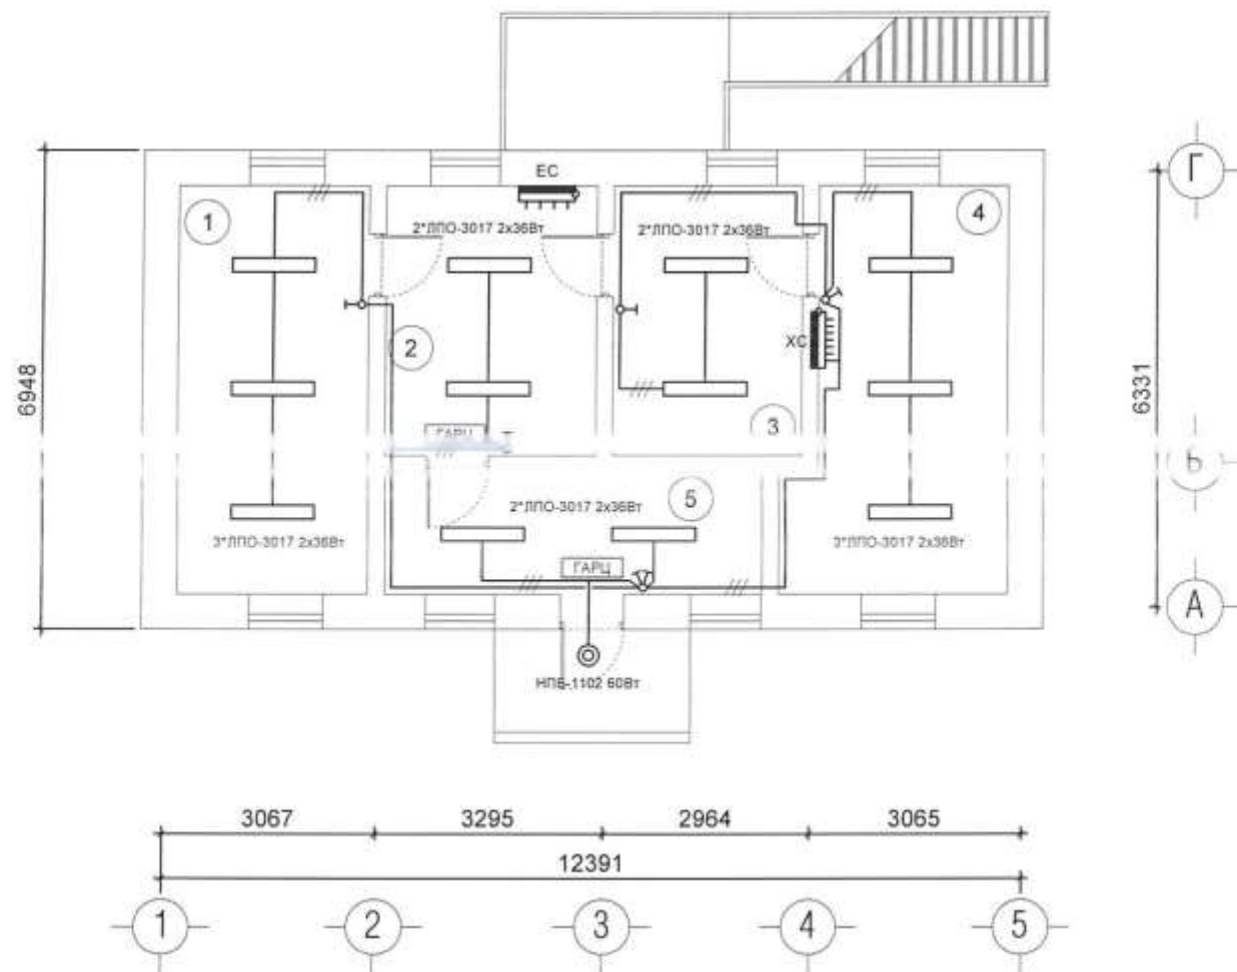 ЕС
Г
1
4
2*ЛПО-3017 2х36Вт
2*ЛПО-3017 2х36Вт
2
ХС
6948
6331
3
ГАРЦ
Б
5
2*ЛПО-3017 2х36Вт
3*ЛПО-3017 2х36Вт
3*ЛПО-3017 2х36Вт
ГАРЦ
А
НПБ-1102 60Вт
3067
3295
2964
3065
12391
1
2
3
4
5